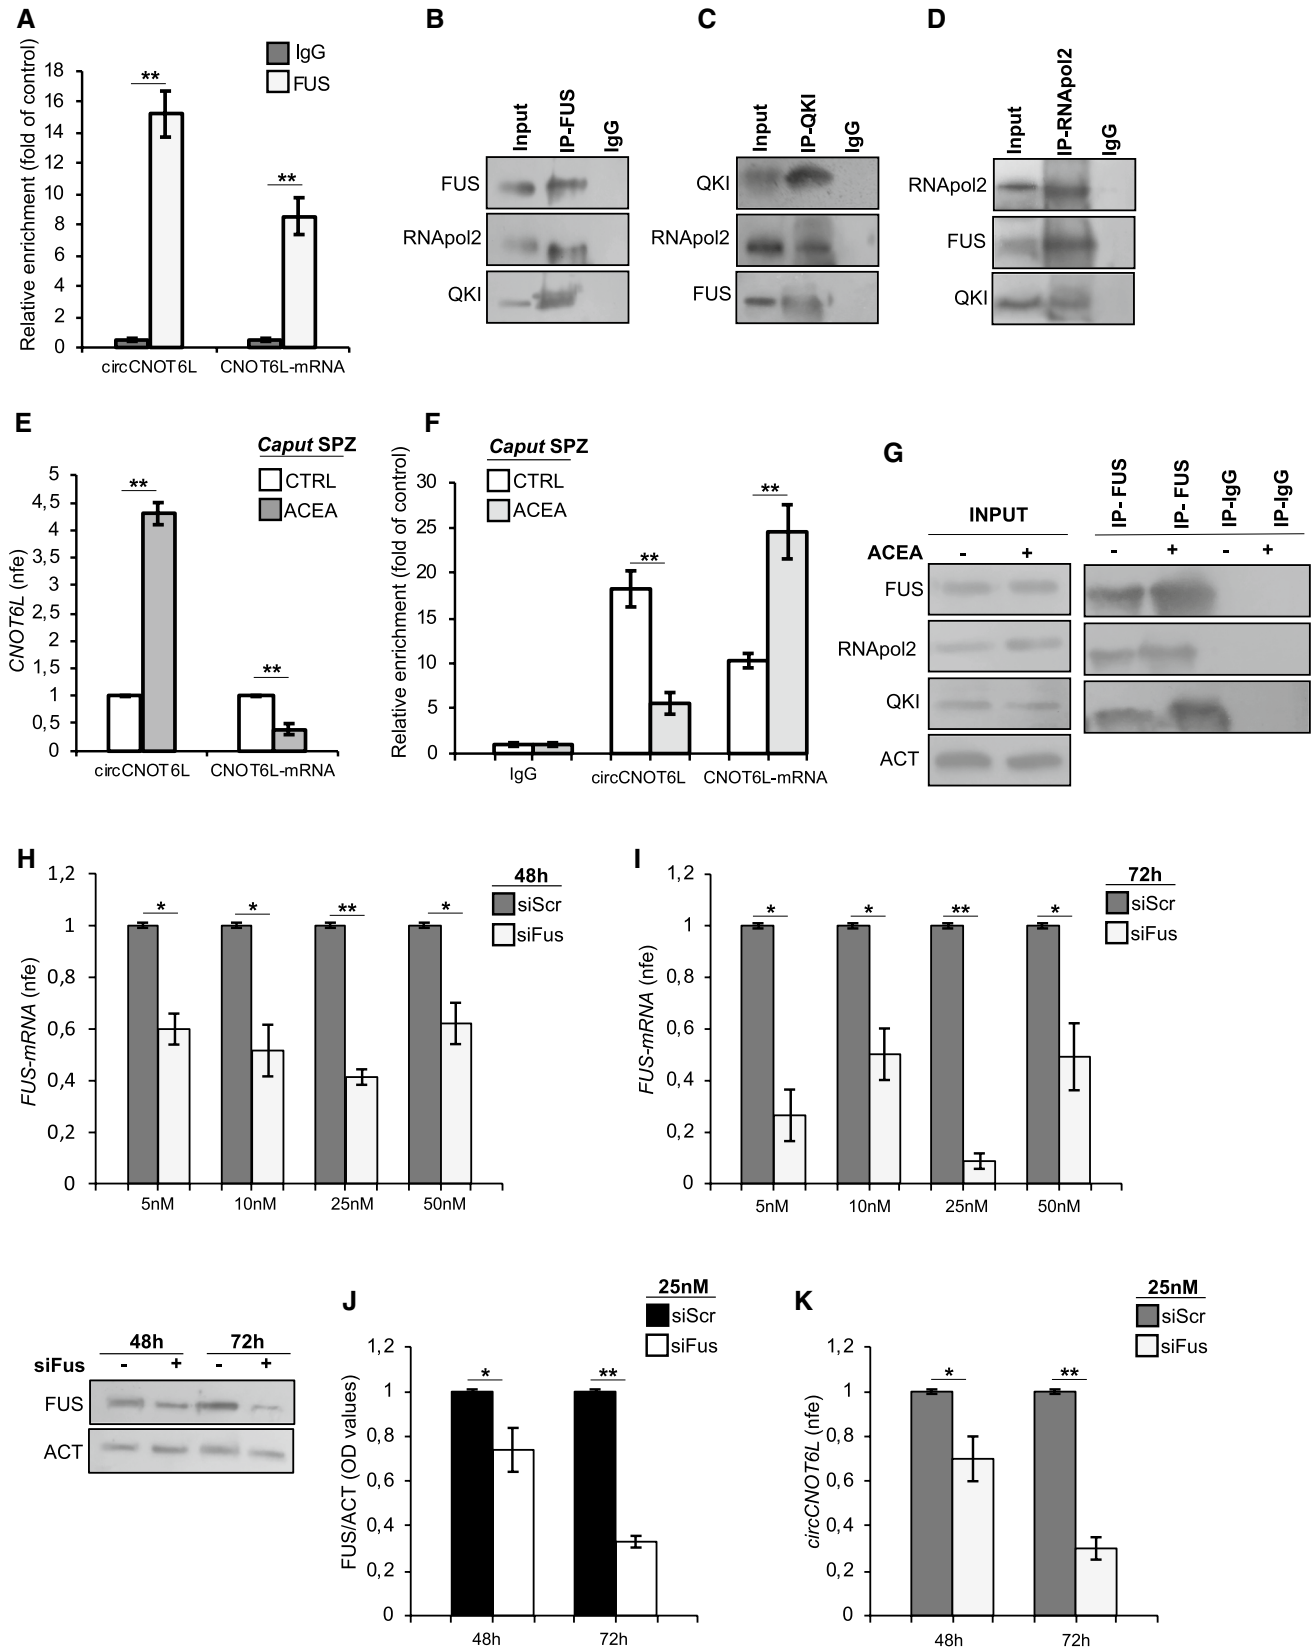 A
Relative enrichment (fold of control)
18
16
14
12
10
8
6
4
2
0
IgG
FUS
**
**
circCNOT6L
CNOT6L-mRNA
B
Input
IP-FUS
IgG
FUS
RNApol2
QKI
C
Input
IP-QKI
IgG
QKI
RNApol2
FUS
D
Input
IP-RNApol2
IgG
RNApol2
FUS
QKI
E
CNOT6L (nfe)
5
4,5
4
3,5
3
2,5
2
1,5
1
0,5
0
Caput SPZ
CTRL
ACEA
**
**
circCNOT6L
CNOT6L-mRNA
F
Relative enrichment (fold of control)
30
25
20
15
10
5
0
Caput SPZ
CTRL
ACEA
**
**
IgG
circCNOT6L
CNOT6L-mRNA
G
INPUT
IP- FUS
IP- FUS
IP-IgG
IP-IgG
ACEA - + - + - +
FUS
RNApol2
QKI
ACT
H
FUS-mRNA (nfe)
1,2
1
0,8
0,6
0,4
0,2
0
48h
siScr
siFus
* * ** *
5nM 10nM 25nM 50nM
I
FUS-mRNA (nfe)
1,2
1
0,8
0,6
0,4
0,2
0
72h
siScr
siFus
* * ** *
5nM 10nM 25nM 50nM
48h 72h
siFus - + - +
FUS
ACT
J
FUS/ACT (OD values)
1,2
1
0,8
0,6
0,4
0,2
0
25nM
siScr
siFus
* **
48h 72h
K
circCNOT6L (nfe)
1,2
1
0,8
0,6
0,4
0,2
0
25nM
siScr
siFus
* **
48h 72h